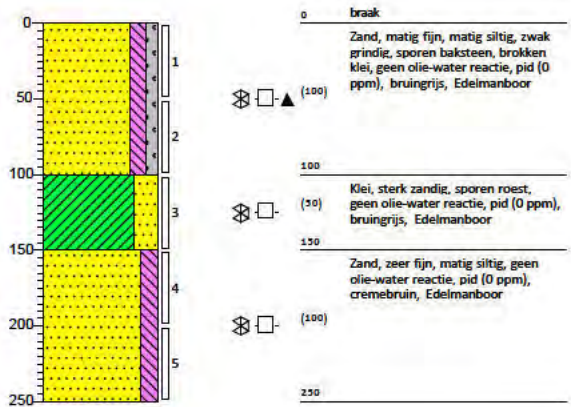 0
50
100
150
200
250
1
2
3
4
5
0 braak
Zand, matig fijn, matig siltig, zwak
grindig, sporen baksteen, brokken
klei, geen olie-water reactie, pid (0
ppm), bruingrijs, Edelmanboor
(100)
100
Klei, sterk zandig, sporen roest,
geen olie-water reactie, pid (0 ppm),
bruingrijs, Edelmanboor
(50)
150
Zand, zeer fijn, matig siltig, geen
olie-water reactie, pid (0 ppm),
cremebruin, Edelmanboor
(100)
250